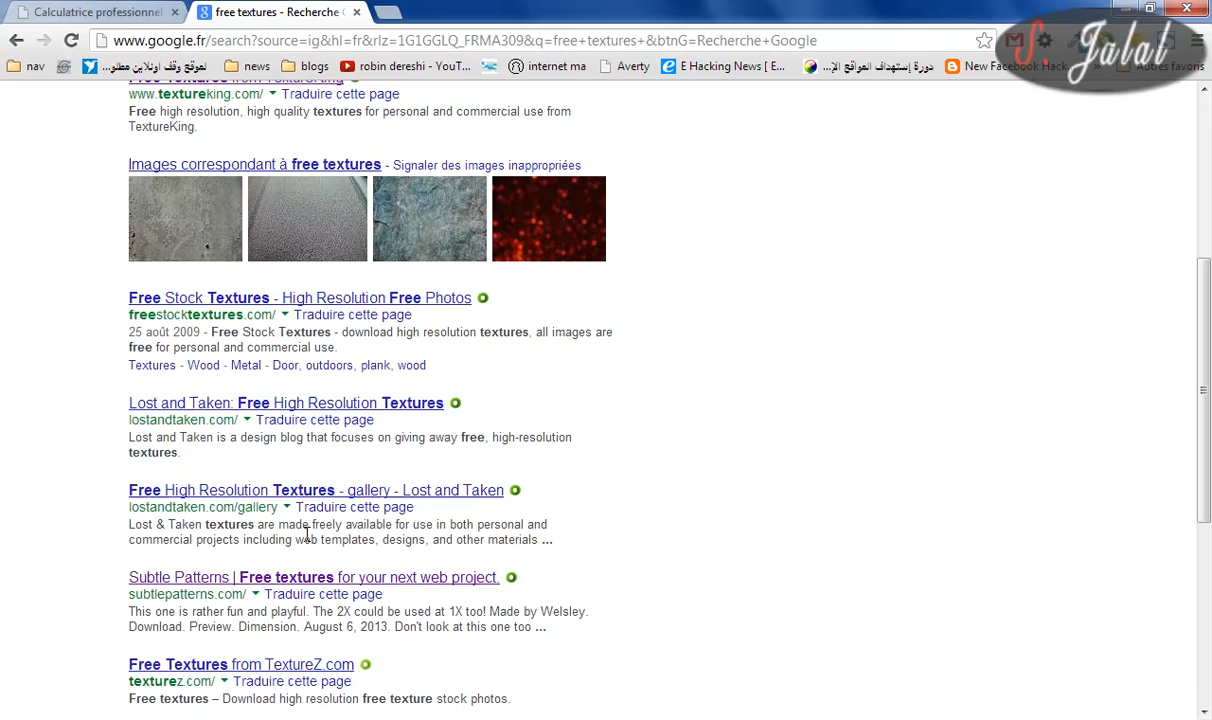 Calculatrice professionnel
free textures - Recherche
www.google.fr/search?source=ig&hl=fr&rlz=1G1GGLQ_FRMA309&q=free+textures+&btnG=Recherche+Google
nav
لموقع وقف اونلاين مطلو...
news
blogs
robin dereshi - YouT...
internet ma
Averty
E Hacking News [ E...
دورة إستهداف المواقع الإ...
New Facebook Hack
Autres favoris
J. Jalal
Free Textures from TextureKing
www.textureking.com/ Traduire cette page
Free high resolution, high quality textures for personal and commercial use from
TextureKing.
Images correspondant à free textures - Signaler des images inappropriées
Free Stock Textures - High Resolution Free Photos
freestocktextures.com/ Traduire cette page
25 août 2009 - Free Stock Textures - download high resolution textures, all images are
free for personal and commercial use.
Textures - Wood - Metal - Door, outdoors, plank, wood
Lost and Taken: Free High Resolution Textures
lostandtaken.com/ Traduire cette page
Lost and Taken is a design blog that focuses on giving away free, high-resolution
textures.
Free High Resolution Textures - gallery - Lost and Taken
lostandtaken.com/gallery Traduire cette page
Lost & Taken textures are made freely available for use in both personal and
commercial projects including web templates, designs, and other materials ...
Subtle Patterns | Free textures for your next web project.
subtlepatterns.com/ Traduire cette page
This one is rather fun and playful. The 2X could be used at 1X too! Made by Welsley.
Download. Preview. Dimension. August 6, 2013. Don't look at this one too ...
Free Textures from TextureZ.com
texturez.com/ Traduire cette page
Free textures – Download high resolution free texture stock photos.